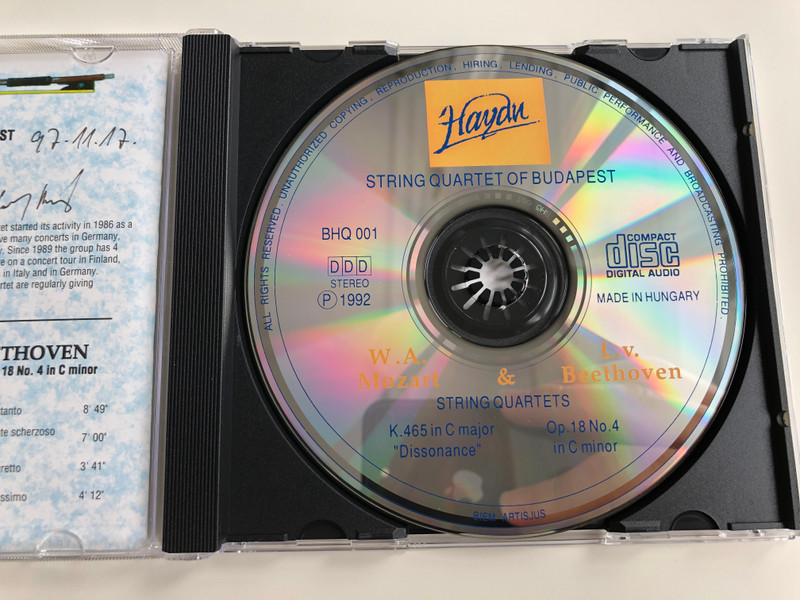 ST 97.11.17.
et started its activity in 1986 as a
ve many concerts in Germany,
Since 1989 the group has 4
e on a concert tour in Finland,
in Italy and in Germany.
rtet are regularly giving
THOVEN
18 No. 4 in C minor
tanto 8' 49"
te scherzoso 7' 00"
retto 3' 41"
ssimo 4' 12"
ALL RIGHTS RESERVED. UNAUTHORIZED COPYING, REPRODUCTION, HIRING, LENDING, PUBLIC PERFORMANCE AND BROADCASTING PROHIBITED.
Haydn
STRING QUARTET OF BUDAPEST
BHQ 001
DDD
STEREO
Ⓟ 1992
COMPACT
disc
DIGITAL AUDIO
MADE IN HUNGARY
W. A.
Mozart
&
L. v.
Beethoven
STRING QUARTETS
K.465 in C major
"Dissonance"
Op.18 No.4
in C minor
BIEM-ARTISJUS